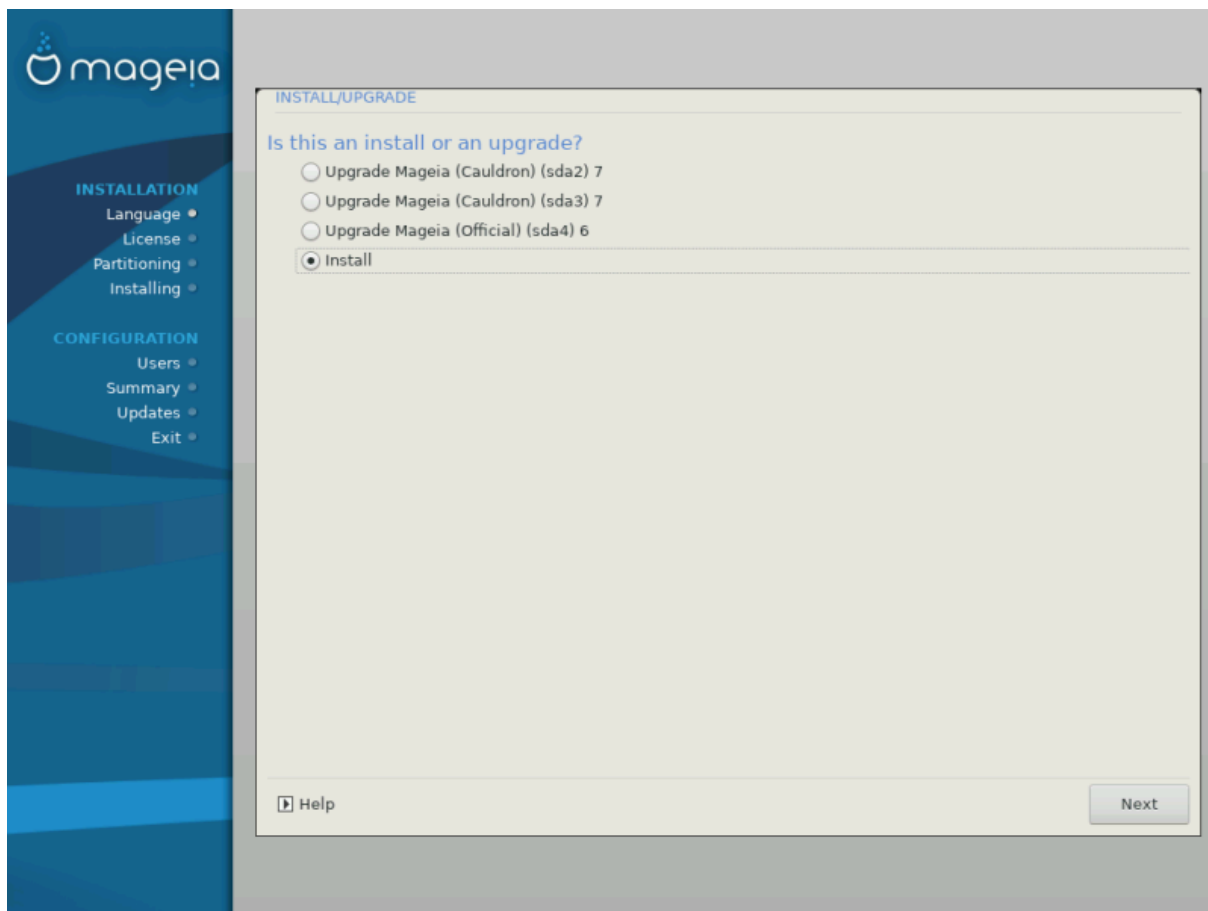 mageia
INSTALLATION
Language
License
Partitioning
Installing
CONFIGURATION
Users
Summary
Updates
Exit
INSTALL/UPGRADE
Is this an install or an upgrade?
Upgrade Mageia (Cauldron) (sda2) 7
Upgrade Mageia (Cauldron) (sda3) 7
Upgrade Mageia (Official) (sda4) 6
Install
Help
Next